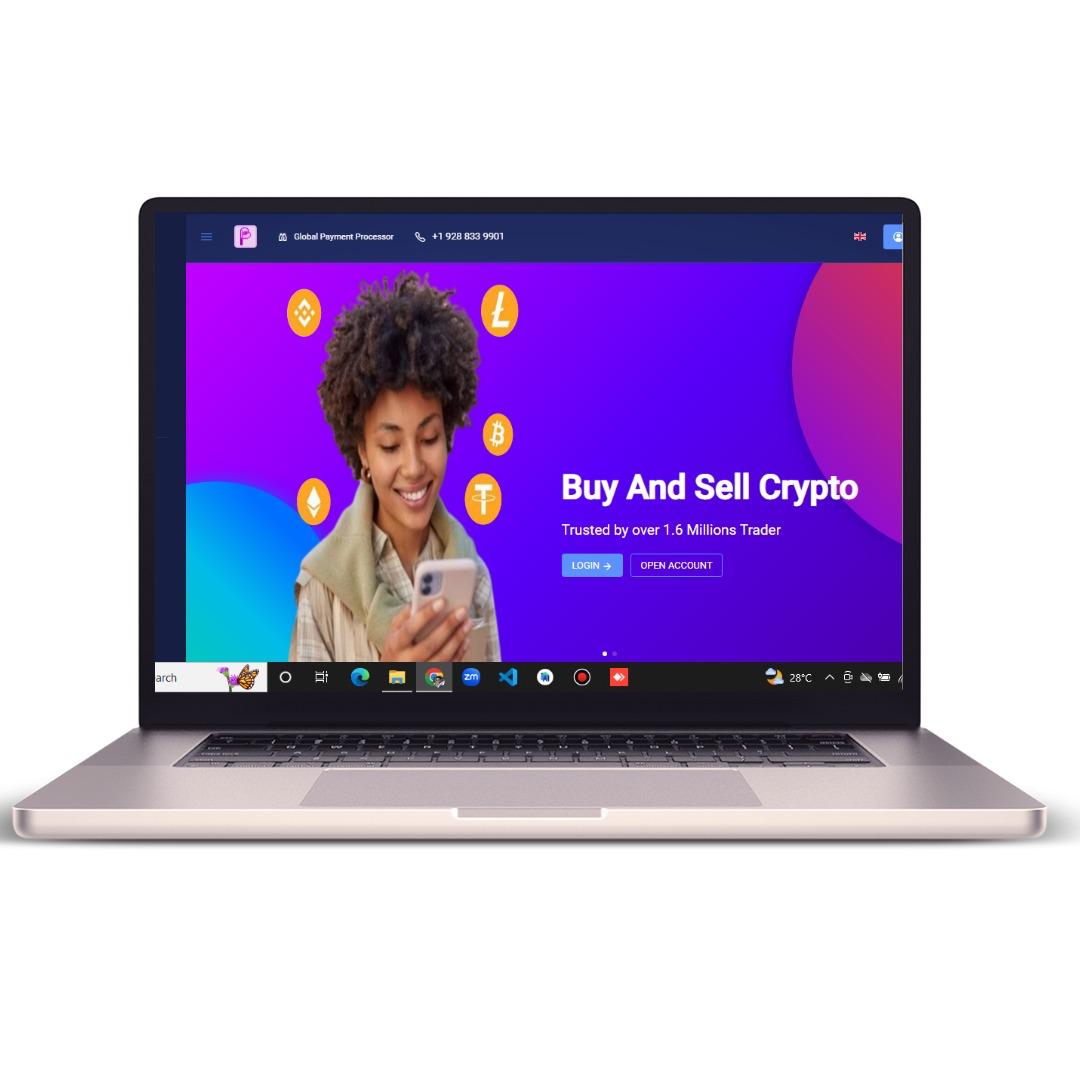 Global Payment Processor
+1 928 833 9901
Buy And Sell Crypto
Trusted by over 1.6 Millions Trader
LOGIN →
OPEN ACCOUNT
arch
zm
28°C